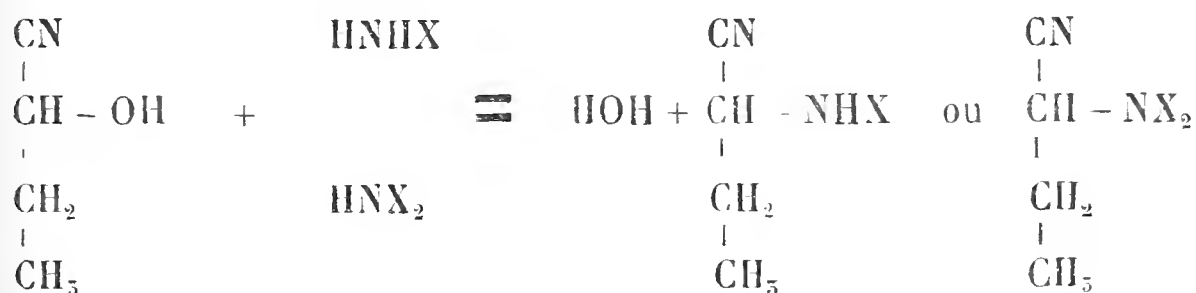 CN HNHX CN CN
| | |
CH – OH + = HOH + CH - NHX ou CH – NX₂
| | |
CH₂ HNX₂ CH₂ CH₂
| | |
CH₃ CH₃ CH₃